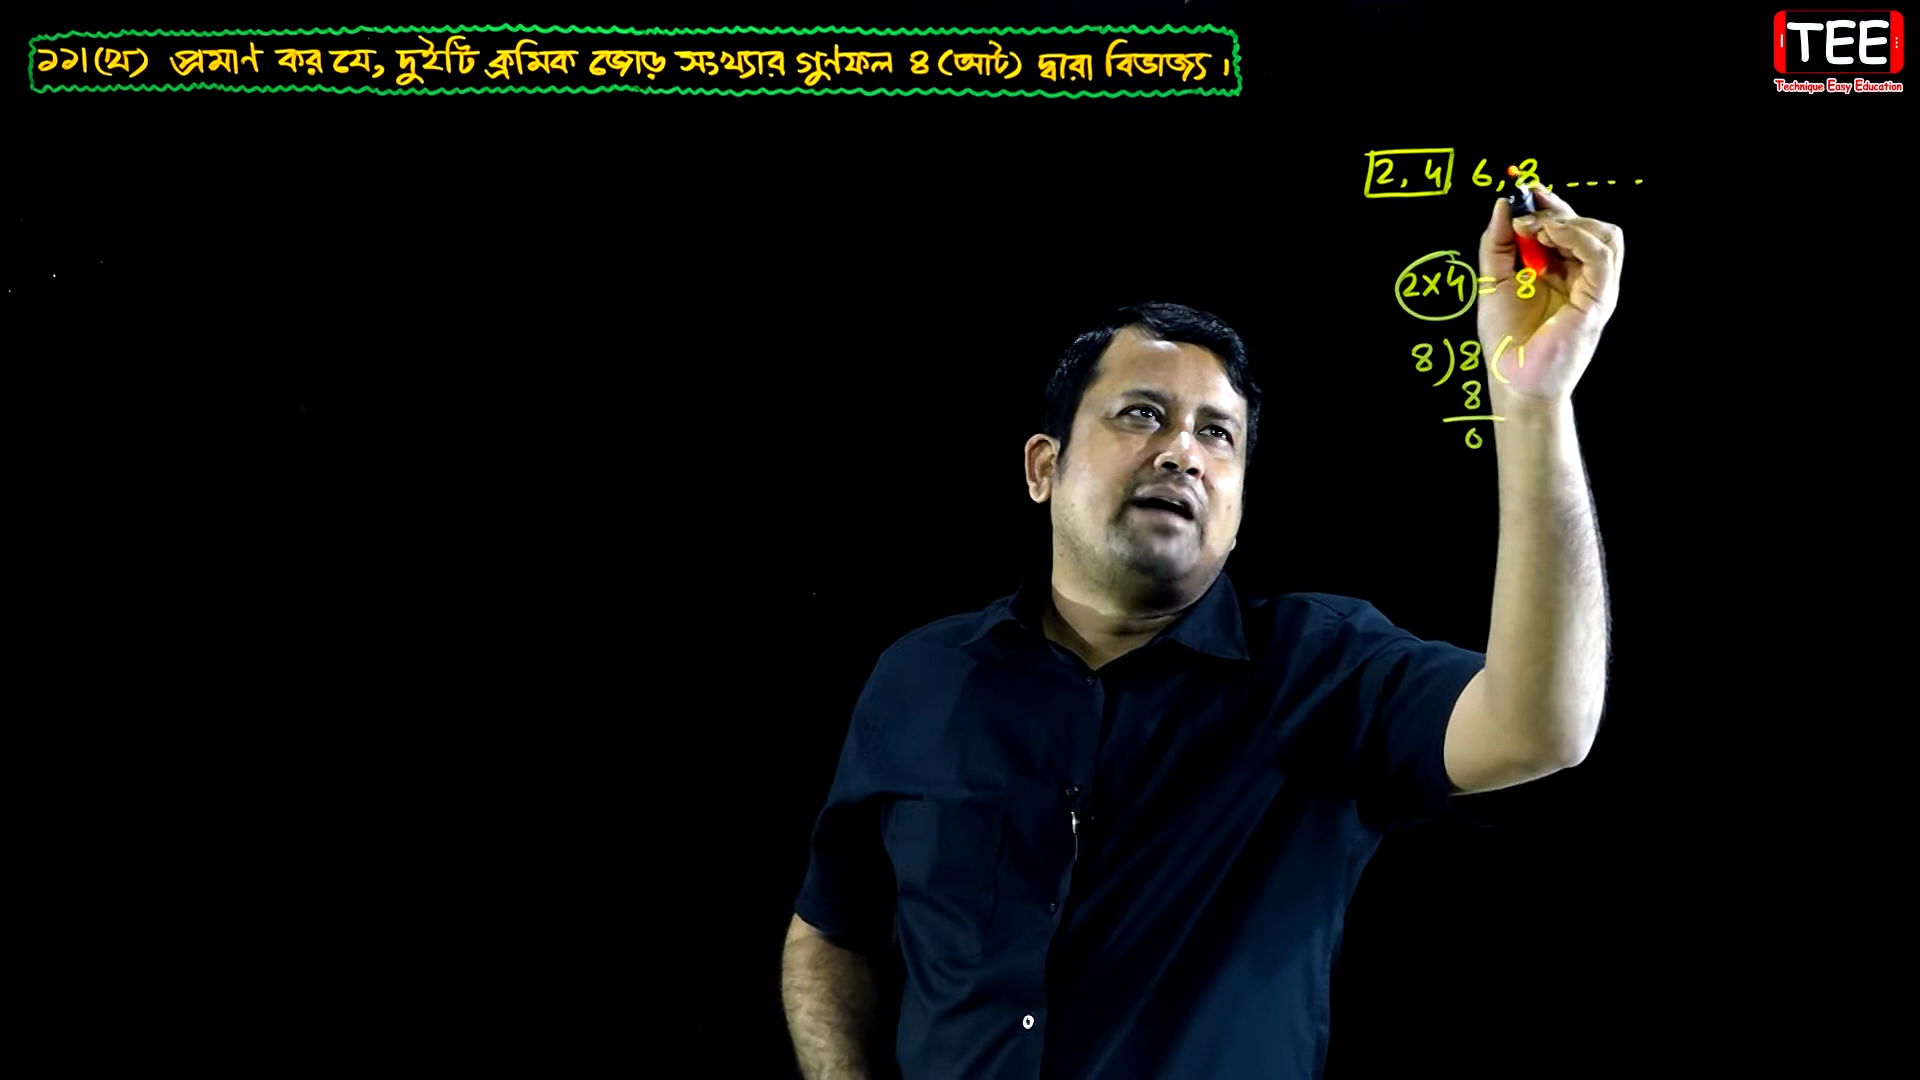 ১১।(থ) প্রমাণ কর যে, দুইটি ক্রমিক জোড় সংখ্যার গুণফল ৪ (আট) দ্বারা বিভাজ্য।
TEE
Technique Easy Education
2, 4, 6, 8, ----
2×4 = 8
8)8(1
8
0